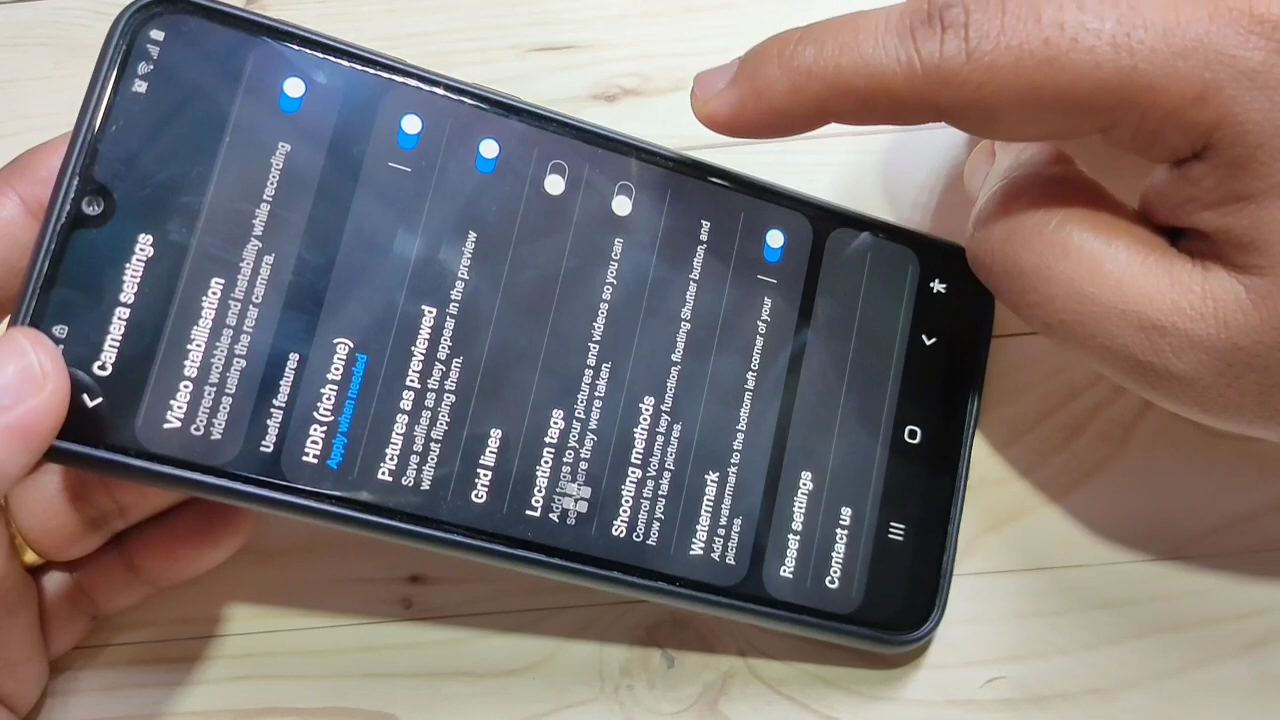 Camera settings
Video stabilisation
Correct wobbles and instability while recording
videos using the rear camera.
Useful features
HDR (rich tone)
Apply when needed
Pictures as previewed
Save selfies as they appear in the preview
without flipping them.
Grid lines
Location tags
Add tags to your pictures and videos so you can
see where they were taken.
Shooting methods
Control the Volume key function, floating Shutter button, and
how you take pictures.
Watermark
Add a watermark to the bottom left corner of your
pictures.
Reset settings
Contact us